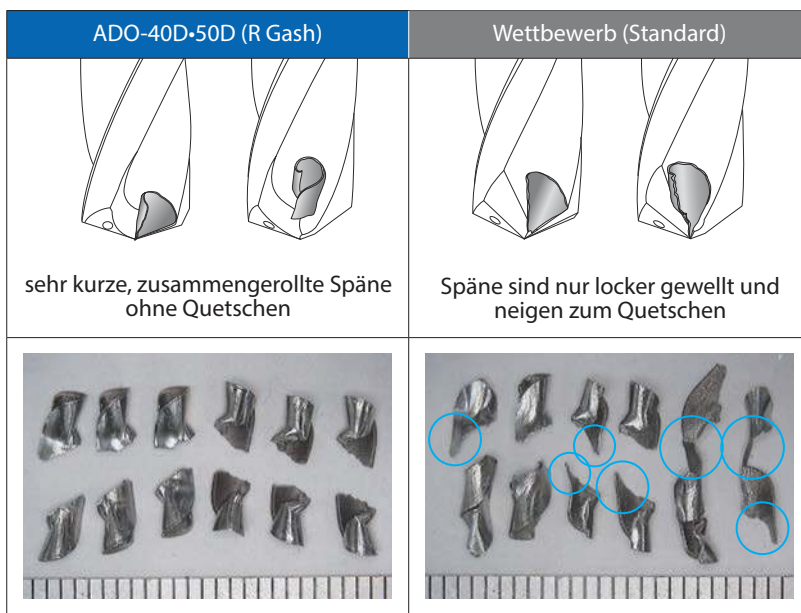 ADO-40D•50D (R Gash)
Wettbewerb (Standard)
sehr kurze, zusammengerollte Späne
ohne Quetschen
Späne sind nur locker gewellt und
neigen zum Quetschen